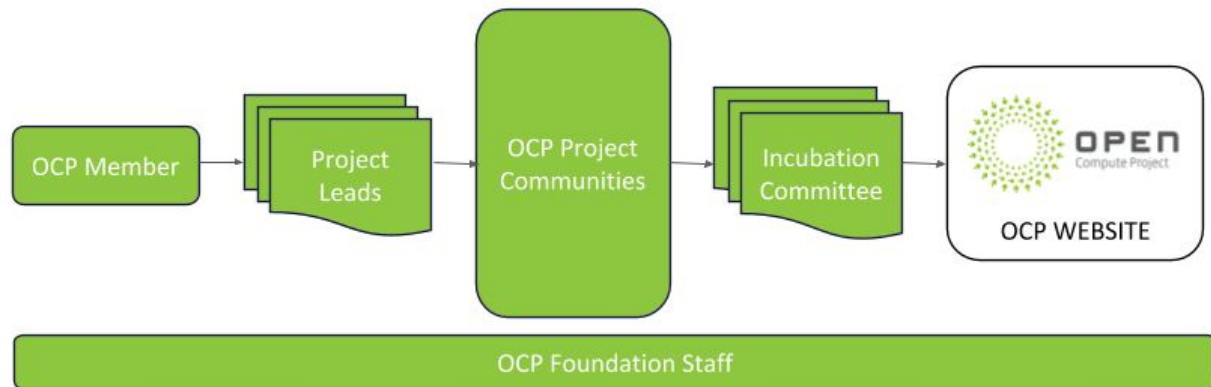 OCP Member
Project
Leads
OCP Project
Communities
Incubation
Committee
OPEN
Compute Project
OCP WEBSITE
OCP Foundation Staff